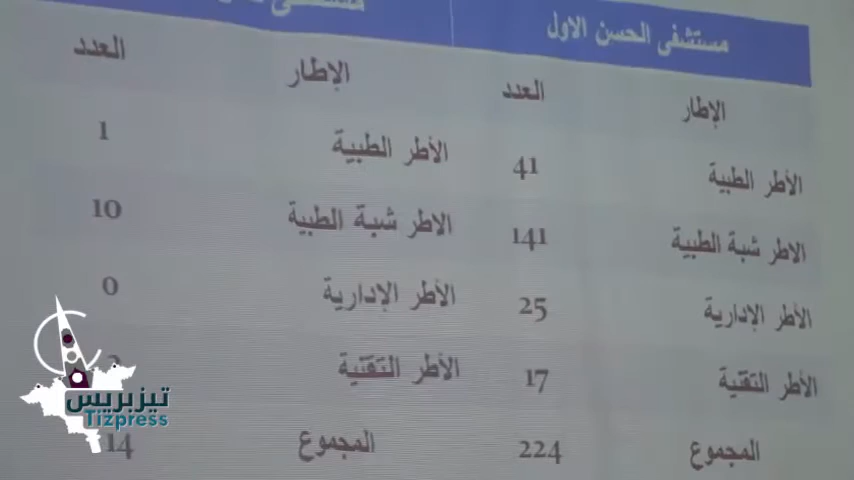 مستشفى الحسن الاول مستشفى
الإطار العدد الإطار العدد
الأطر الطبية 41 الأطر الطبية 1
الاطر شبة الطبية 141 الاطر شبة الطبية 10
الأطر الإدارية 25 الأطر الإدارية 0
الأطر التقنية 17 الأطر التقنية
المجموع 224 المجموع 14
تيزبريس
Tizpress